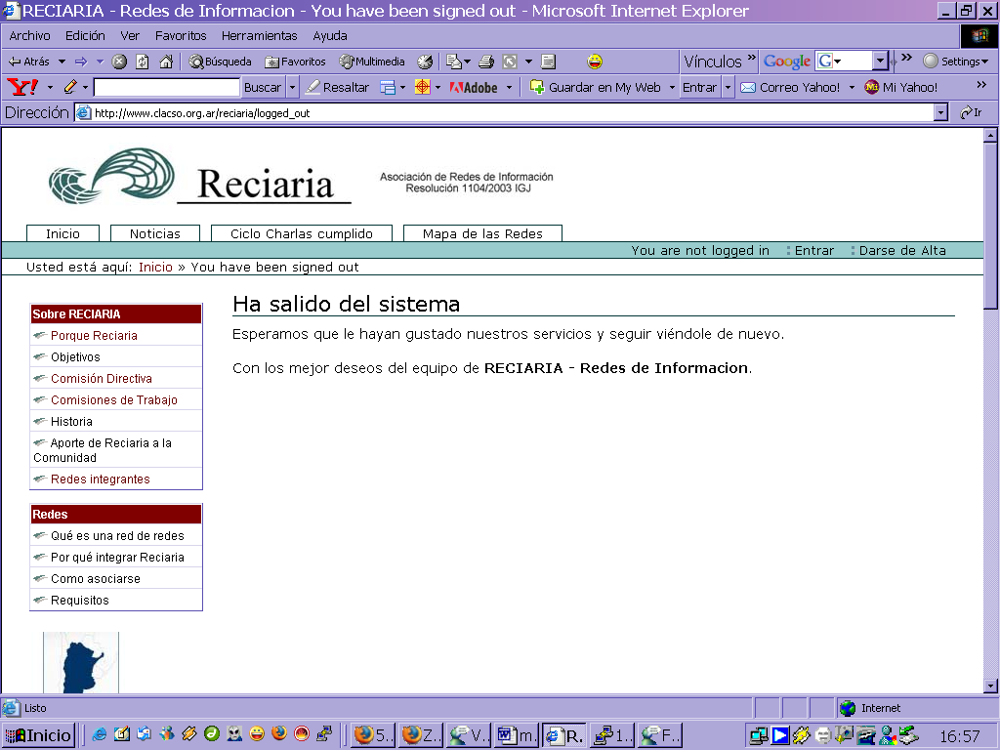 RECIARIA - Redes de Informacion - You have been signed out - Microsoft Internet Explorer
Archivo Edición Ver Favoritos Herramientas Ayuda
Atrás Búsqueda Favoritos Multimedia Vínculos » Google G » Settings
Y! Buscar Resaltar Adobe Guardar en My Web Entrar Correo Yahoo! Mi Yahoo! »
Dirección http://www.clacso.org.ar/reciaria/logged_out Ir
Reciaria
Asociación de Redes de Información
Resolución 1104/2003 IGJ
Inicio Noticias Ciclo Charlas cumplido Mapa de las Redes
You are not logged in Entrar Darse de Alta
Usted está aquí: Inicio » You have been signed out
Ha salido del sistema
Esperamos que le hayan gustado nuestros servicios y seguir viéndole de nuevo.
Con los mejor deseos del equipo de RECIARIA - Redes de Informacion.
Sobre RECIARIA
Porque Reciaria
Objetivos
Comisión Directiva
Comisiones de Trabajo
Historia
Aporte de Reciaria a la
Comunidad
Redes integrantes
Redes
Qué es una red de redes
Por qué integrar Reciaria
Como asociarse
Requisitos
Listo Internet
Inicio 5.. Z.. V.. m. R. 1.. F.. 16:57